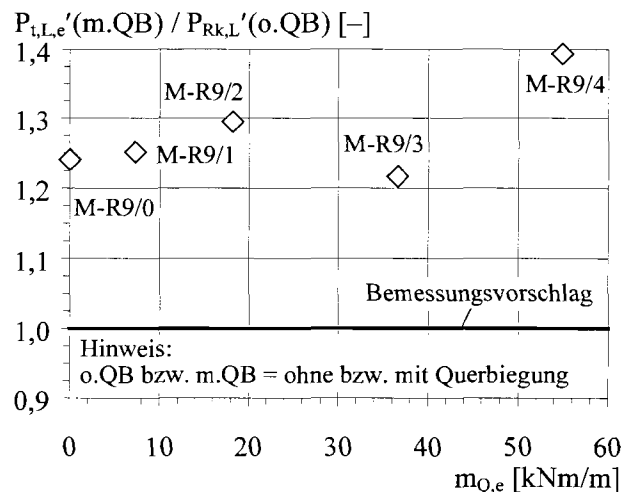 P_t,L,e′(m.QB) / P_Rk,L′(o.QB) [–]
1,4
M-R9/4
M-R9/2
1,3
M-R9/3
M-R9/1
1,2
M-R9/0
1,1
Bemessungsvorschlag
1,0
Hinweis:
o.QB bzw. m.QB = ohne bzw. mit Querbiegung
0,9
0 10 20 30 40 50 60
m_Q,e [kNm/m]